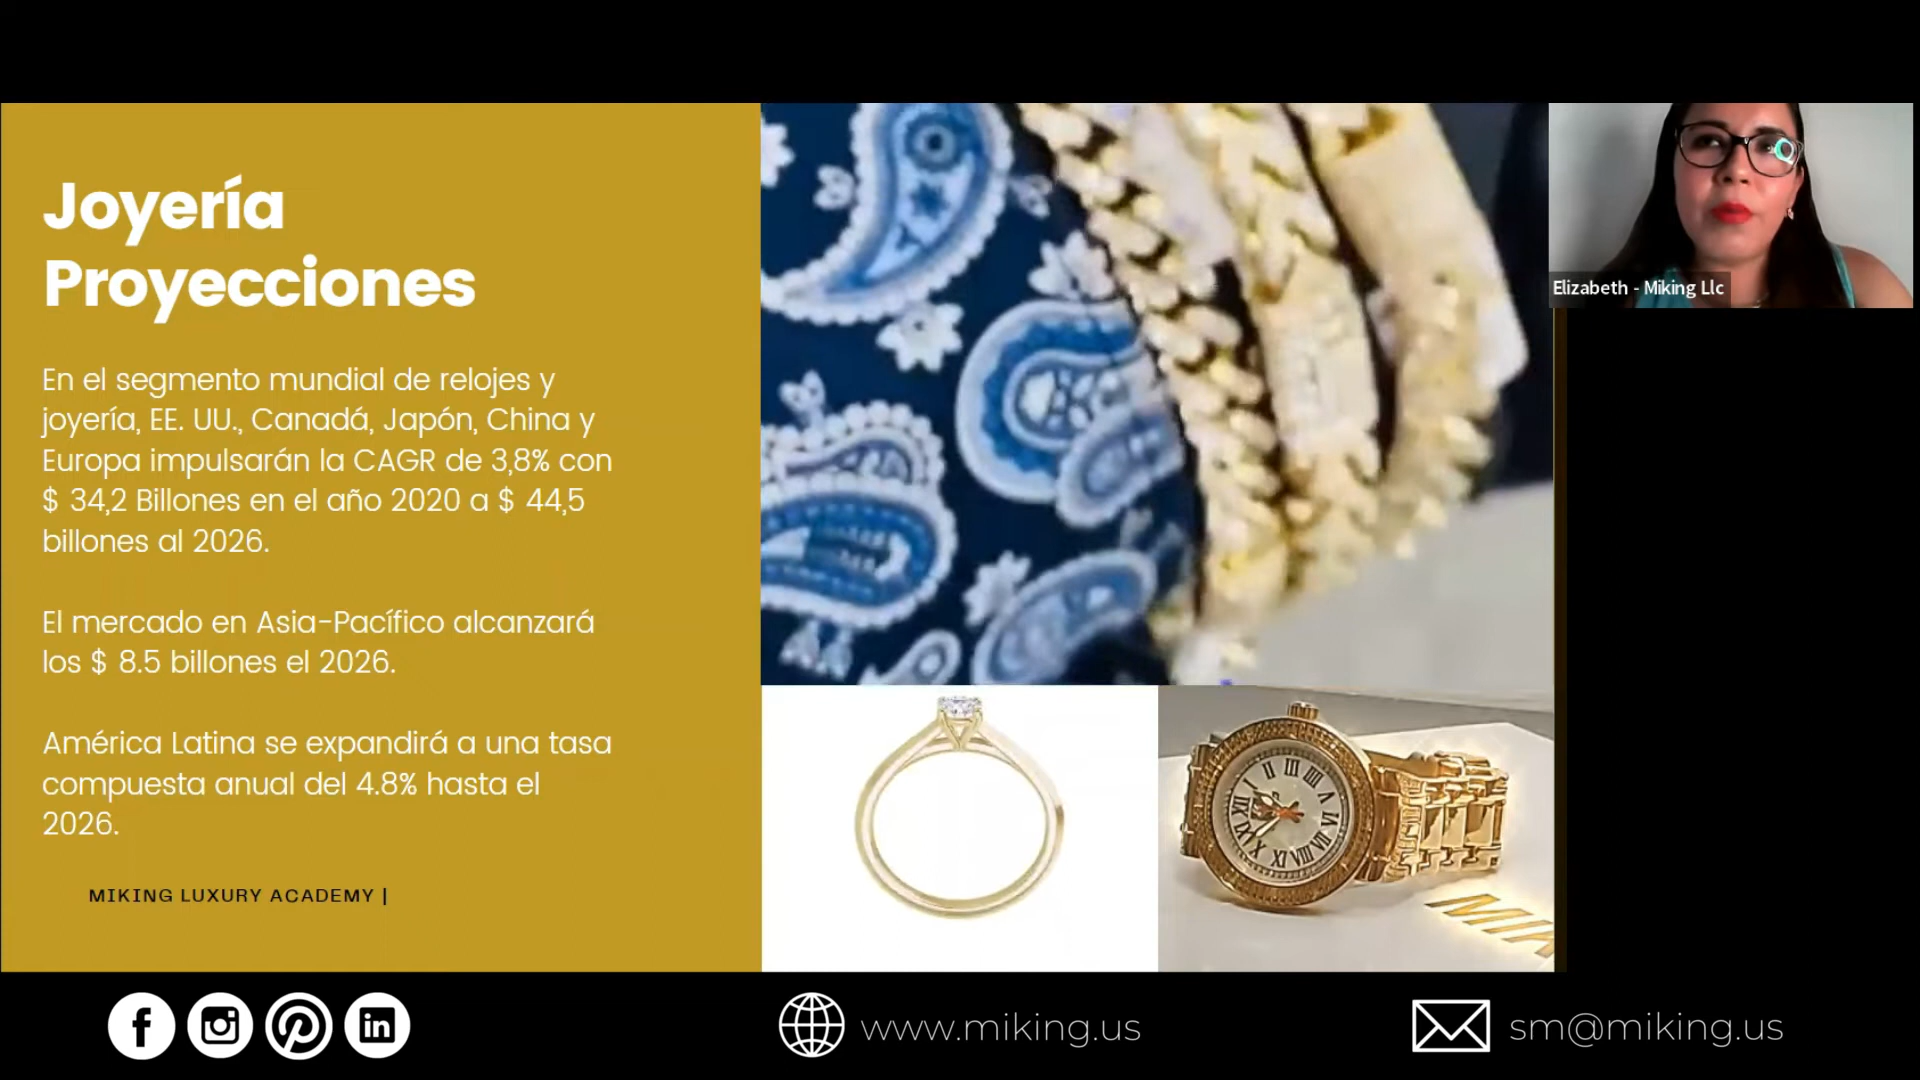 Joyería
Proyecciones
En el segmento mundial de relojes y
joyería, EE. UU., Canadá, Japón, China y
Europa impulsarán la CAGR de 3,8% con
$ 34,2 Billones en el año 2020 a $ 44,5
billones al 2026.
El mercado en Asia-Pacífico alcanzará
los $ 8.5 billones el 2026.
América Latina se expandirá a una tasa
compuesta anual del 4.8% hasta el
2026.
MIKING LUXURY ACADEMY |
Elizabeth - Miking Llc
www.miking.us
sm@miking.us